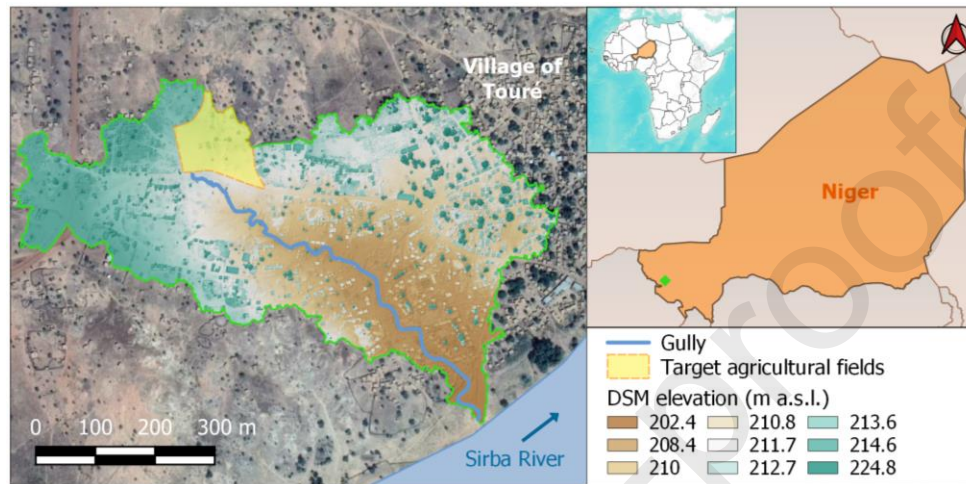 Village of
Touré
Niger
0 100 200 300 m
Sirba River
Gully
Target agricultural fields
DSM elevation (m a.s.l.)
202.4 210.8 213.6
208.4 211.7 214.6
210 212.7 224.8